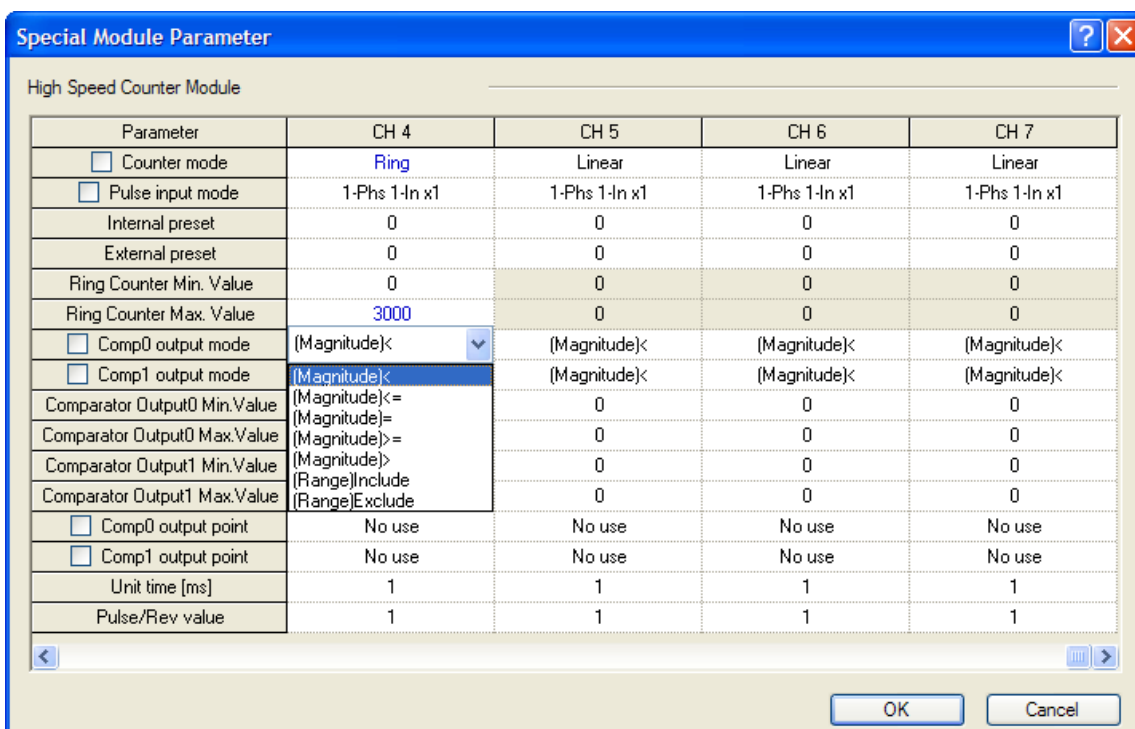 Special Module Parameter
High Speed Counter Module
Parameter CH 4 CH 5 CH 6 CH 7
Counter mode Ring Linear Linear Linear
Pulse input mode 1-Phs 1-In x1 1-Phs 1-In x1 1-Phs 1-In x1 1-Phs 1-In x1
Internal preset 0 0 0 0
External preset 0 0 0 0
Ring Counter Min. Value 0 0 0 0
Ring Counter Max. Value 3000 0 0 0
Comp0 output mode (Magnitude)< (Magnitude)< (Magnitude)< (Magnitude)<
Comp1 output mode (Magnitude)< (Magnitude)< (Magnitude)< (Magnitude)<
(Magnitude)<=
Comparator Output0 Min.Value 0 0 0
(Magnitude)=
Comparator Output0 Max.Value (Magnitude)>= 0 0 0
Comparator Output1 Min.Value (Magnitude)> 0 0 0
(Range)Include
Comparator Output1 Max.Value (Range)Exclude 0 0 0
Comp0 output point No use No use No use No use
Comp1 output point No use No use No use No use
Unit time [ms] 1 1 1 1
Pulse/Rev value 1 1 1 1
OK Cancel